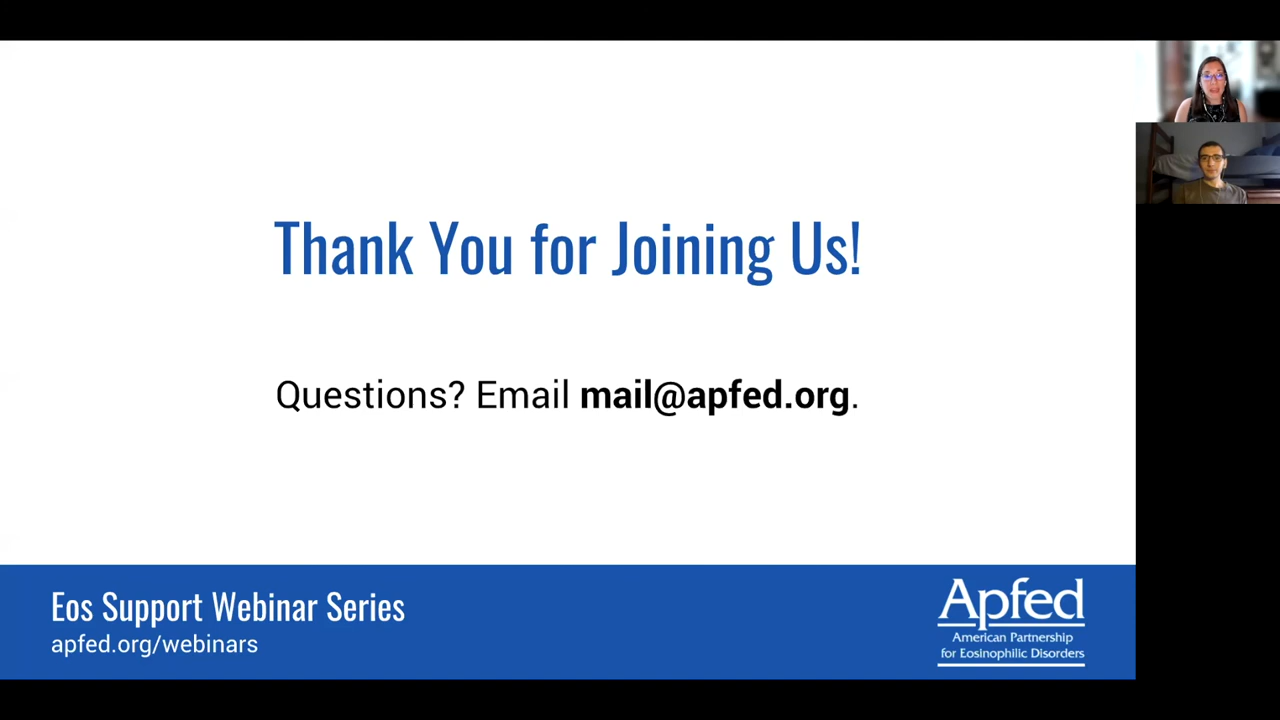 Thank You for Joining Us!
Questions? Email mail@apfed.org.
Eos Support Webinar Series
apfed.org/webinars
Apfed
American Partnership
for Eosinophilic Disorders